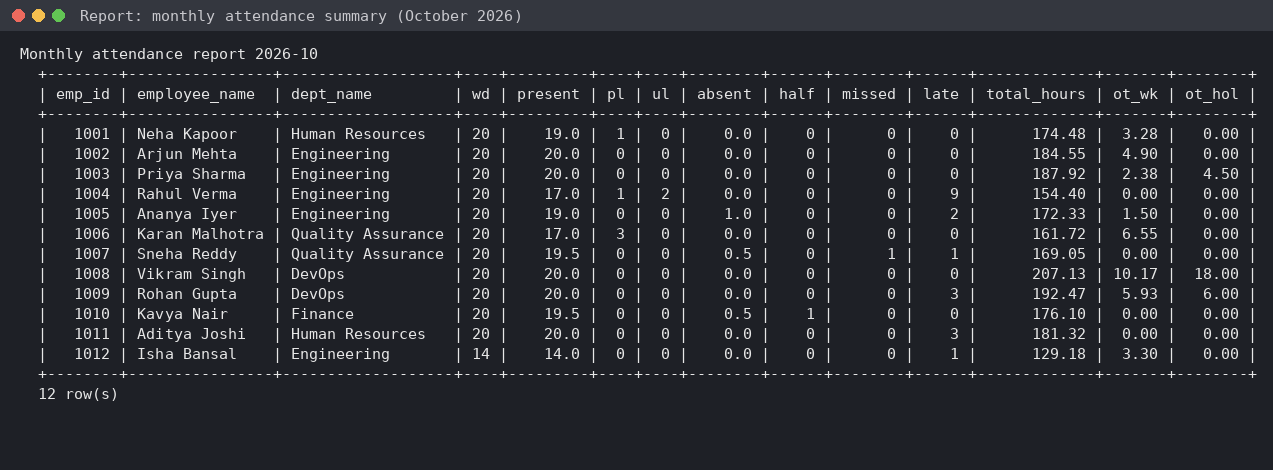 Report: monthly attendance summary (October 2026)
Monthly attendance report 2026-10
+--------+----------------+-------------------+----+---------+----+----+--------+------+--------+------+-------------+-------+--------+
| emp_id | employee_name  | dept_name         | wd | present | pl | ul | absent | half | missed | late | total_hours | ot_wk | ot_hol |
+--------+----------------+-------------------+----+---------+----+----+--------+------+--------+------+-------------+-------+--------+
|   1001 | Neha Kapoor    | Human Resources   | 20 |    19.0 |  1 |  0 |    0.0 |    0 |      0 |    0 |      174.48 |  3.28 |   0.00 |
|   1002 | Arjun Mehta    | Engineering       | 20 |    20.0 |  0 |  0 |    0.0 |    0 |      0 |    0 |      184.55 |  4.90 |   0.00 |
|   1003 | Priya Sharma   | Engineering       | 20 |    20.0 |  0 |  0 |    0.0 |    0 |      0 |    0 |      187.92 |  2.38 |   4.50 |
|   1004 | Rahul Verma    | Engineering       | 20 |    17.0 |  1 |  2 |    0.0 |    0 |      0 |    9 |      154.40 |  0.00 |   0.00 |
|   1005 | Ananya Iyer    | Engineering       | 20 |    19.0 |  0 |  0 |    1.0 |    0 |      0 |    2 |      172.33 |  1.50 |   0.00 |
|   1006 | Karan Malhotra | Quality Assurance | 20 |    17.0 |  3 |  0 |    0.0 |    0 |      0 |    0 |      161.72 |  6.55 |   0.00 |
|   1007 | Sneha Reddy    | Quality Assurance | 20 |    19.5 |  0 |  0 |    0.5 |    0 |      1 |    1 |      169.05 |  0.00 |   0.00 |
|   1008 | Vikram Singh   | DevOps            | 20 |    20.0 |  0 |  0 |    0.0 |    0 |      0 |    0 |      207.13 | 10.17 |  18.00 |
|   1009 | Rohan Gupta    | DevOps            | 20 |    20.0 |  0 |  0 |    0.0 |    0 |      0 |    3 |      192.47 |  5.93 |   6.00 |
|   1010 | Kavya Nair     | Finance           | 20 |    19.5 |  0 |  0 |    0.5 |    1 |      0 |    0 |      176.10 |  0.00 |   0.00 |
|   1011 | Aditya Joshi   | Human Resources   | 20 |    20.0 |  0 |  0 |    0.0 |    0 |      0 |    3 |      181.32 |  0.00 |   0.00 |
|   1012 | Isha Bansal    | Engineering       | 14 |    14.0 |  0 |  0 |    0.0 |    0 |      0 |    1 |      129.18 |  3.30 |   0.00 |
+--------+----------------+-------------------+----+---------+----+----+--------+------+--------+------+-------------+-------+--------+
12 row(s)